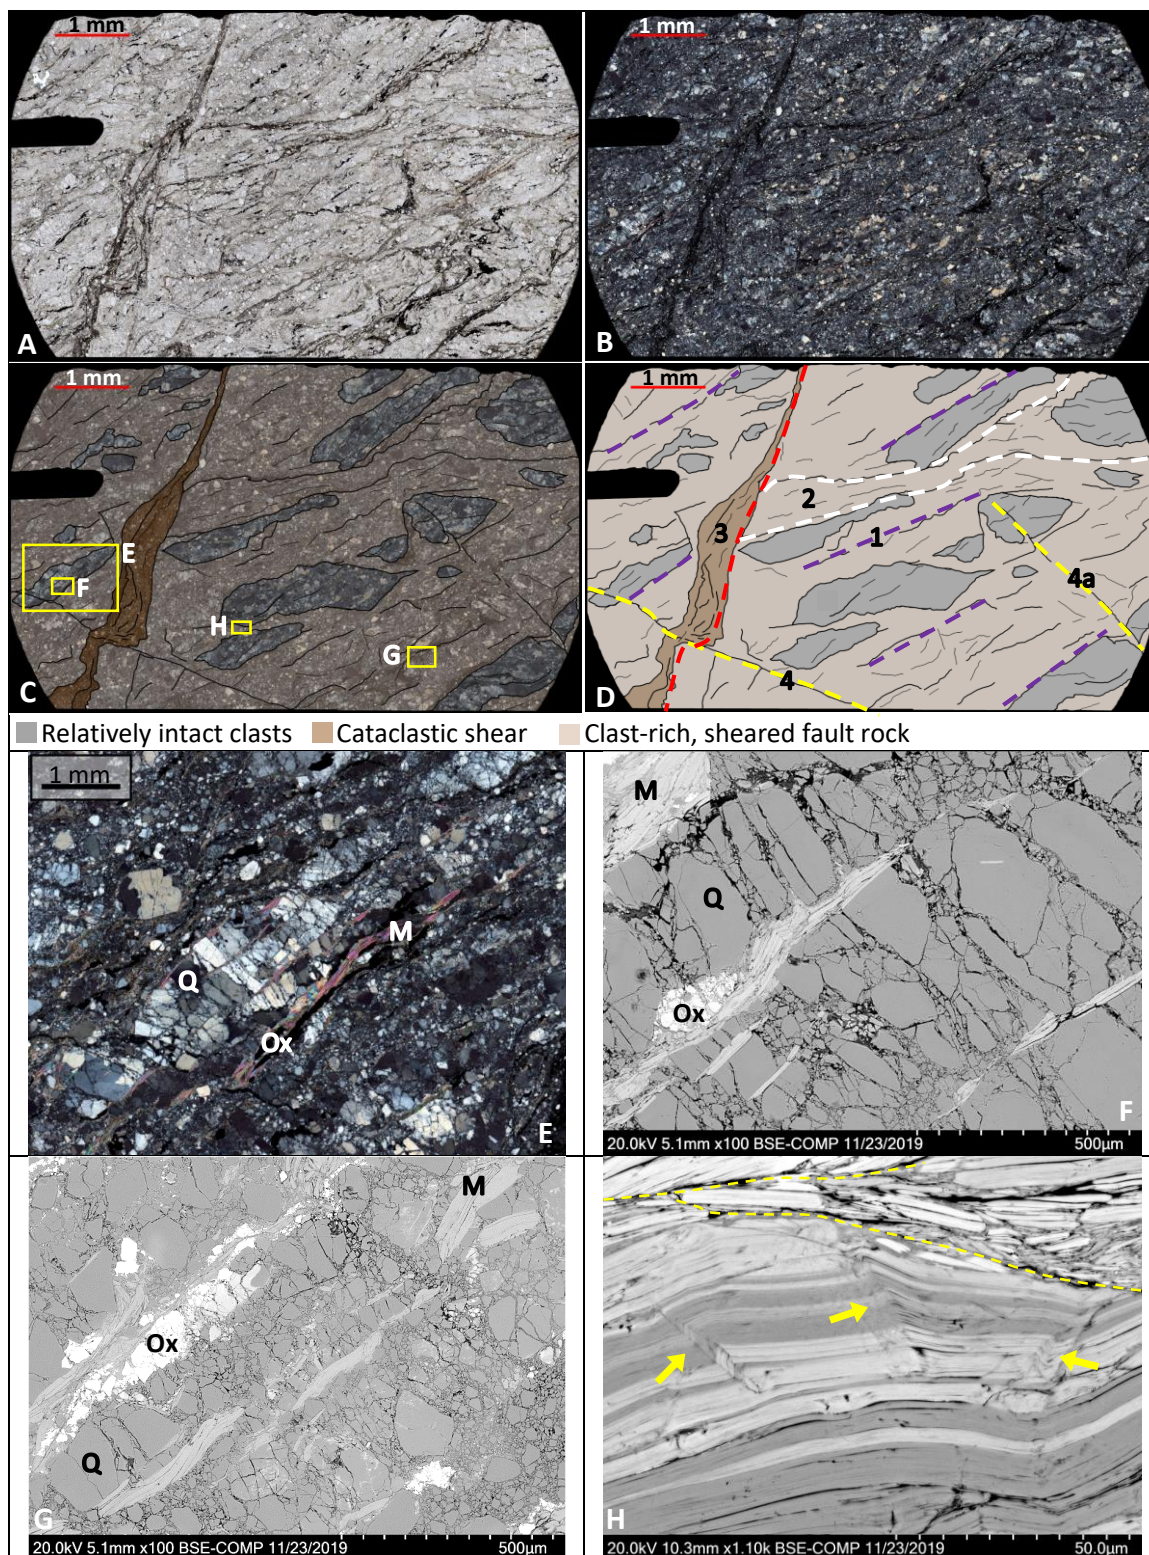 1 mm
A
1 mm
B
1 mm
E
F
H
G
C
1 mm
1
2
3
4a
4
D
Relatively intact clasts
Cataclastic shear
Clast-rich, sheared fault rock
1 mm
M
Q
Ox
E
M
Q
Ox
F
20.0kV 5.1mm x100 BSE-COMP 11/23/2019 500µm
M
Ox
Q
G
20.0kV 5.1mm x100 BSE-COMP 11/23/2019 500µm
H
20.0kV 10.3mm x1.10k BSE-COMP 11/23/2019 50.0µm